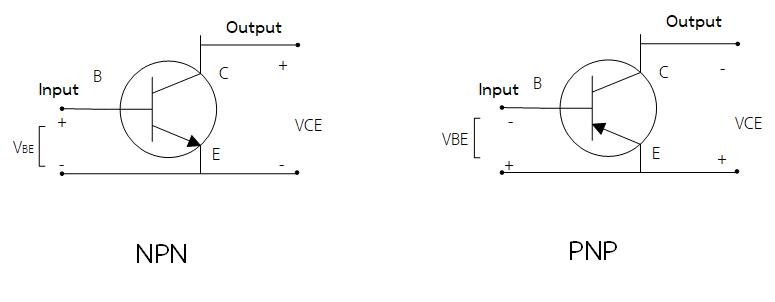 Output
B
C
+
Input
+
VBE
VCE
E
-
-
NPN
Output
B
C
-
Input
-
VBE
VCE
E
+
+
PNP